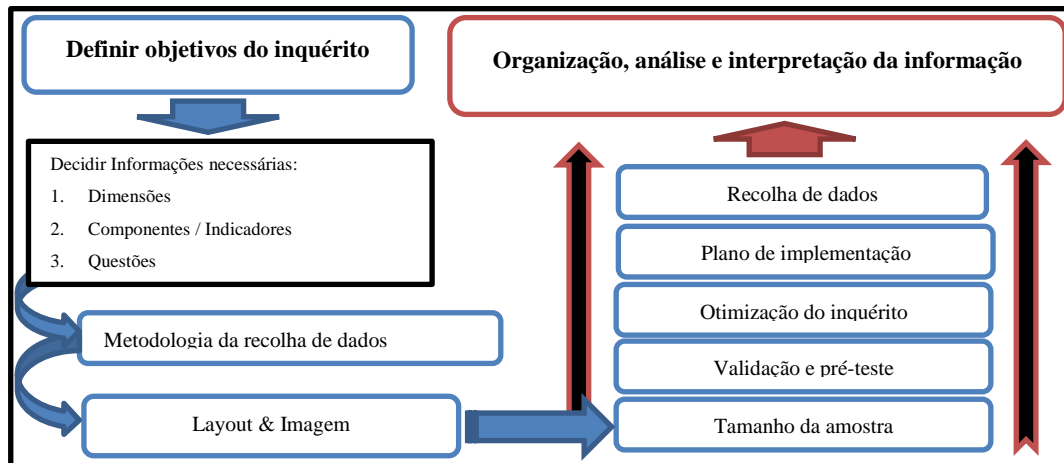 Definir objetivos do inquérito
Decidir Informações necessárias:
1. Dimensões
2. Componentes / Indicadores
3. Questões
Metodologia da recolha de dados
Layout & Imagem
Organização, análise e interpretação da informação
Recolha de dados
Plano de implementação
Otimização do inquérito
Validação e pré-teste
Tamanho da amostra